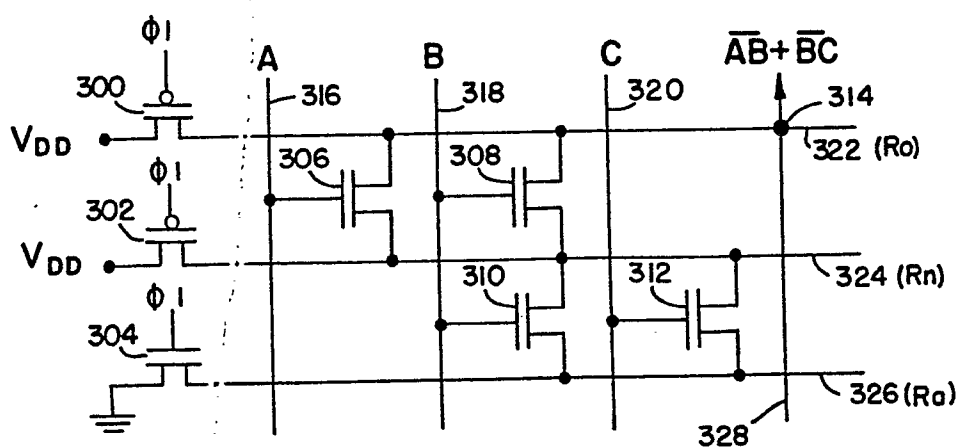 ϕ1
A
B
C
A̅B̅ + B̅C̅
300
316
318
320
314
VDD
322 (Ro)
ϕ1
306
308
302
VDD
310
312
324 (Rn)
ϕ1
304
326 (Ra)
328